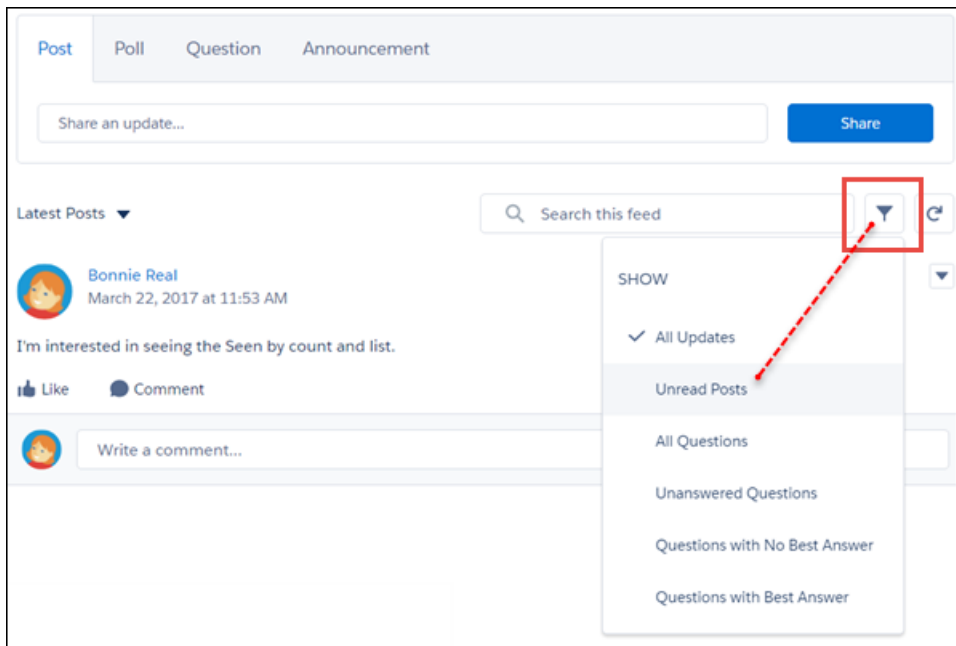 Post Poll Question Announcement
Share an update... Share
Latest Posts Search this feed
Bonnie Real
March 22, 2017 at 11:53 AM
I'm interested in seeing the Seen by count and list.
Like Comment
Write a comment...
SHOW
All Updates
Unread Posts
All Questions
Unanswered Questions
Questions with No Best Answer
Questions with Best Answer